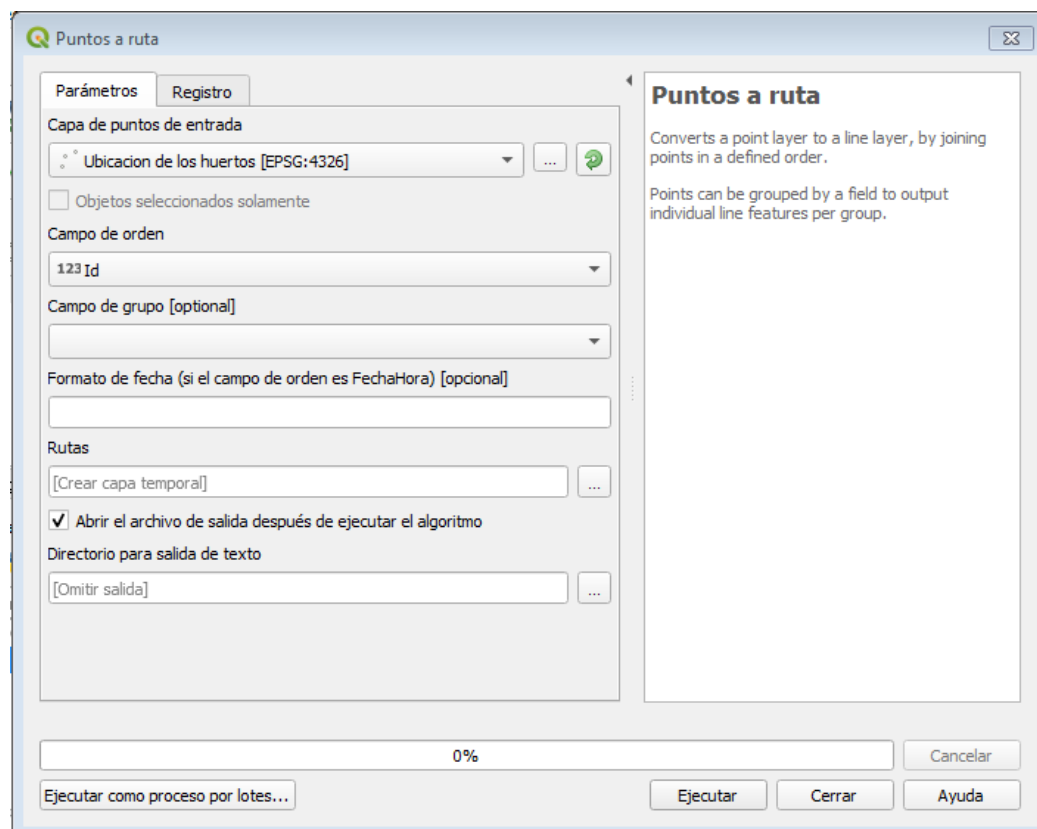 Puntos a ruta
Parámetros
Registro
Capa de puntos de entrada
Ubicacion de los huertos [EPSG:4326]
...
Objetos seleccionados solamente
Campo de orden
123 Id
Campo de grupo [optional]
Formato de fecha (si el campo de orden es FechaHora) [opcional]
Rutas
[Crear capa temporal]
...
Abrir el archivo de salida después de ejecutar el algoritmo
Directorio para salida de texto
[Omitir salida]
...
Puntos a ruta
Converts a point layer to a line layer, by joining
points in a defined order.
Points can be grouped by a field to output
individual line features per group.
0%
Cancelar
Ejecutar como proceso por lotes...
Ejecutar
Cerrar
Ayuda